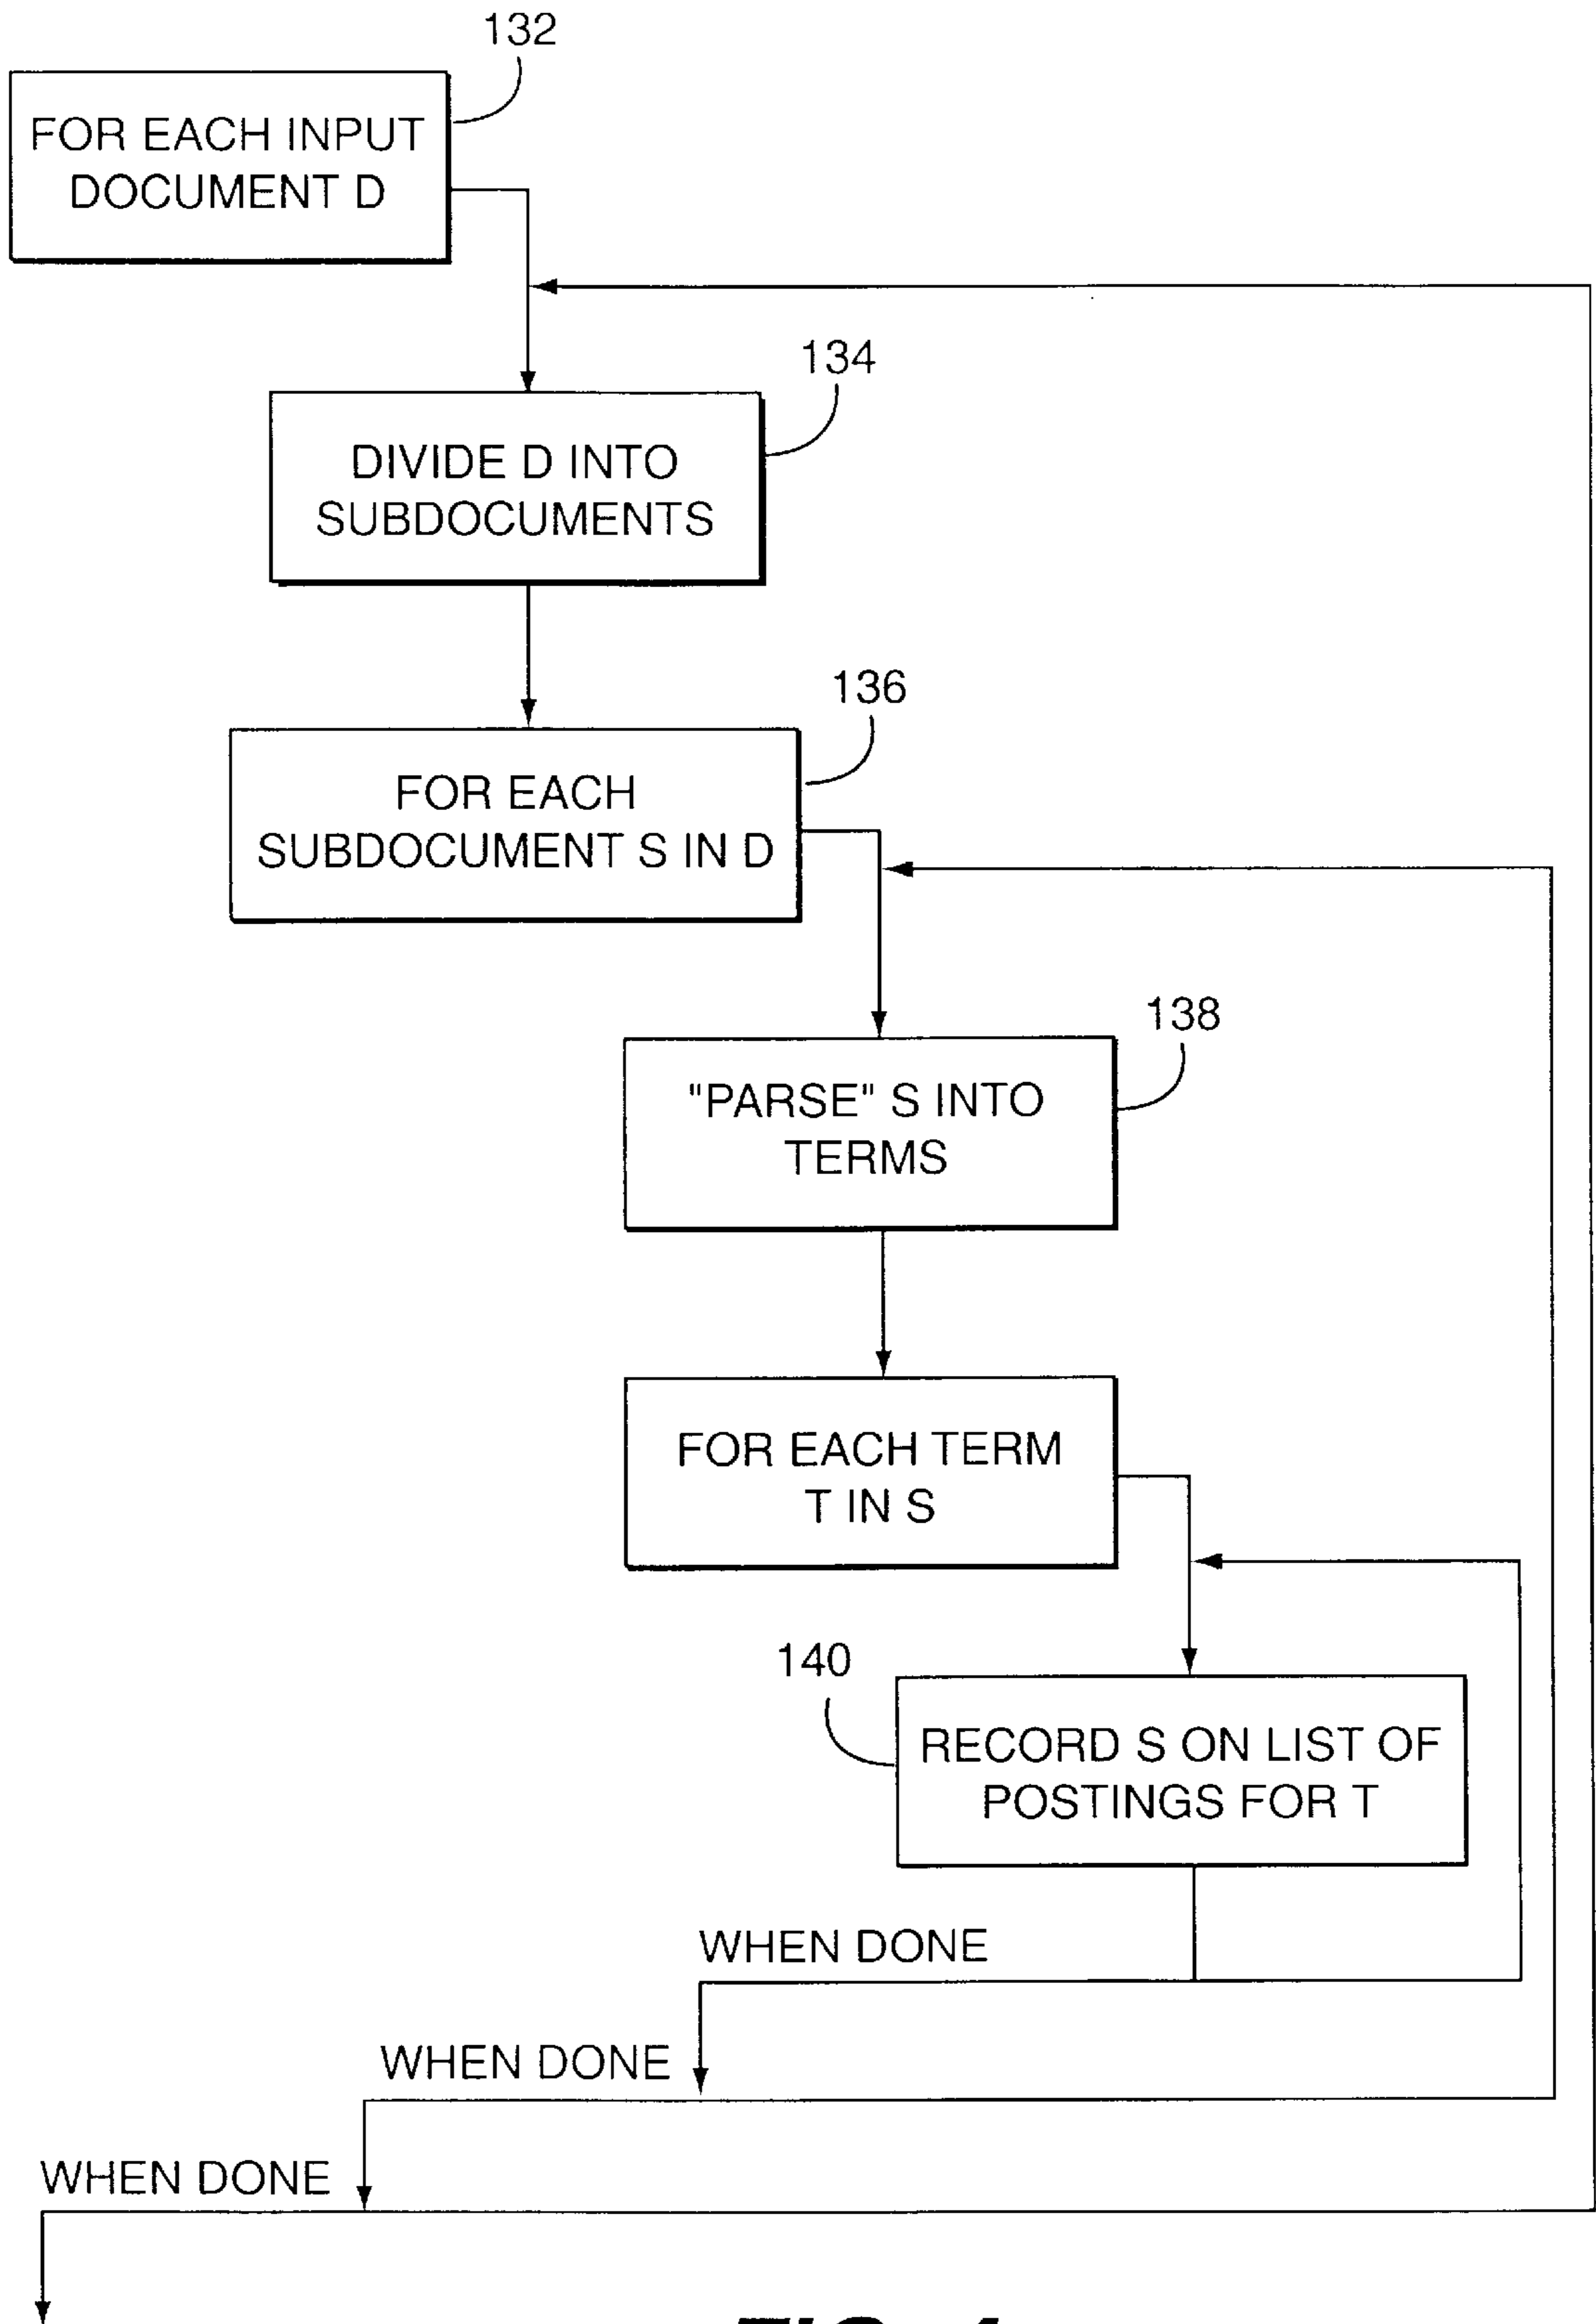 132
FOR EACH INPUT
DOCUMENT D
134
DIVIDE D INTO
SUBDOCUMENTS
136
FOR EACH
SUBDOCUMENT S IN D
138
"PARSE" S INTO
TERMS
FOR EACH TERM
T IN S
140
RECORD S ON LIST OF
POSTINGS FOR T
WHEN DONE
WHEN DONE
WHEN DONE